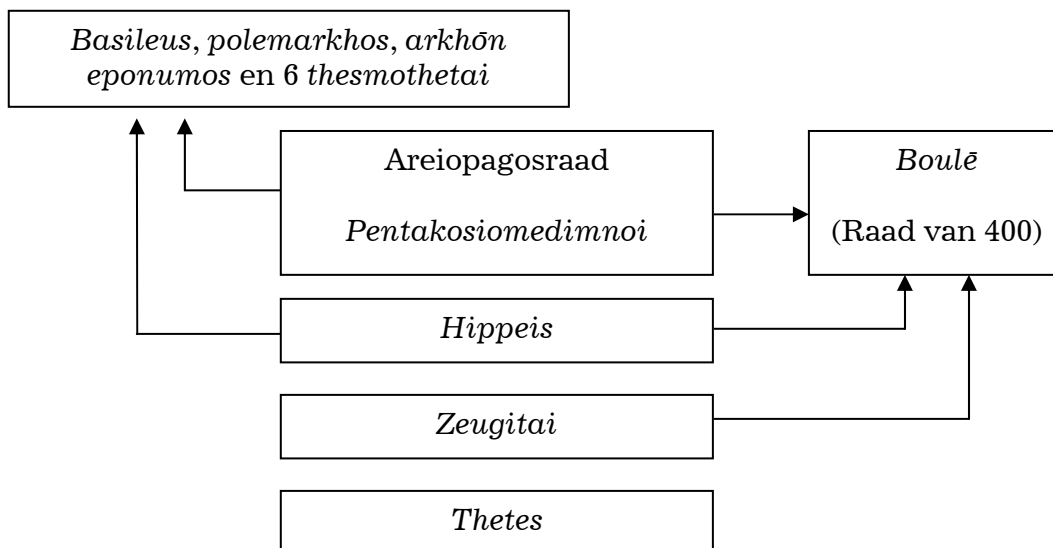 Basileus, polemarkhos, arkhōn
eponumos en 6 thesmothetai
Areiopagosraad
Pentakosiomedimnoi
Boulē
(Raad van 400)
Hippeis
Zeugitai
Thetes